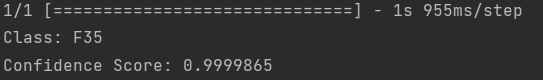 1/1 [==============================] - 1s 955ms/step
Class: F35
Confidence Score: 0.9999865